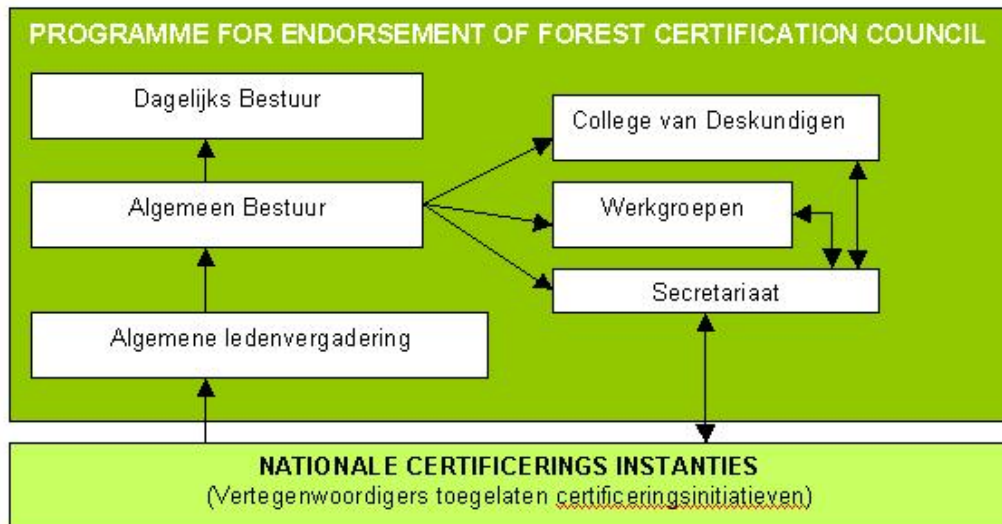 PROGRAMME FOR ENDORSEMENT OF FOREST CERTIFICATION COUNCIL
Dagelijks Bestuur
College van Deskundigen
Algemeen Bestuur
Werkgroepen
Secretariaat
Algemene ledenvergadering
NATIONALE CERTIFICERINGS INSTANTIES
(Vertegenwoordigers toegelaten certificeringsinitiatieven)